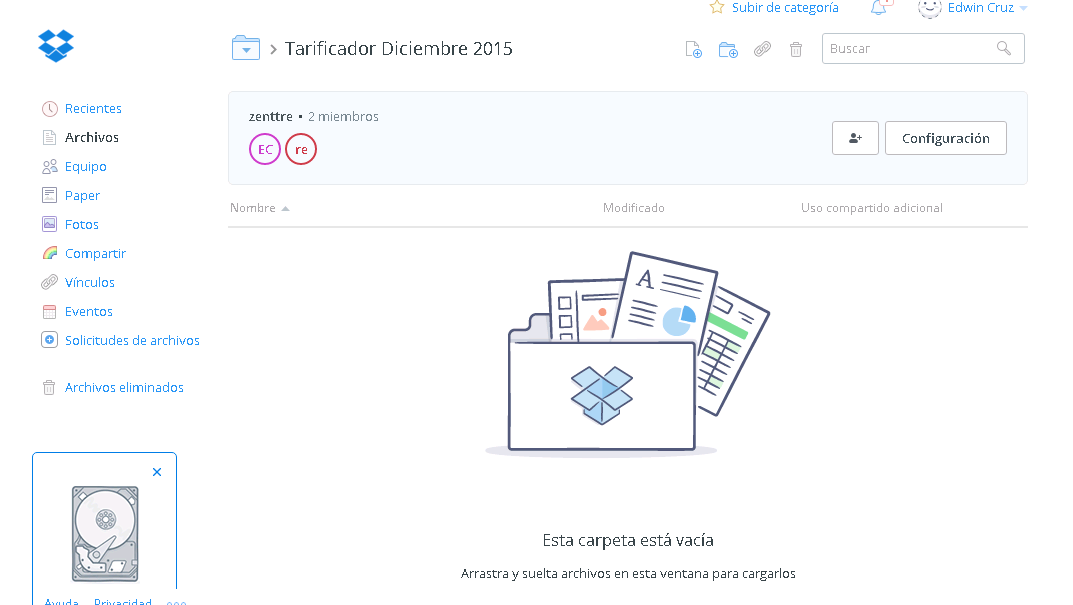 Subir de categoría
Edwin Cruz
Tarificador Diciembre 2015
Buscar
Recientes
Archivos
Equipo
Paper
Fotos
Compartir
Vínculos
Eventos
Solicitudes de archivos
Archivos eliminados
zenttre • 2 miembros
EC re
Configuración
Nombre Modificado Uso compartido adicional
A
Esta carpeta está vacía
Arrastra y suelta archivos en esta ventana para cargarlos
Ayuda Privacidad